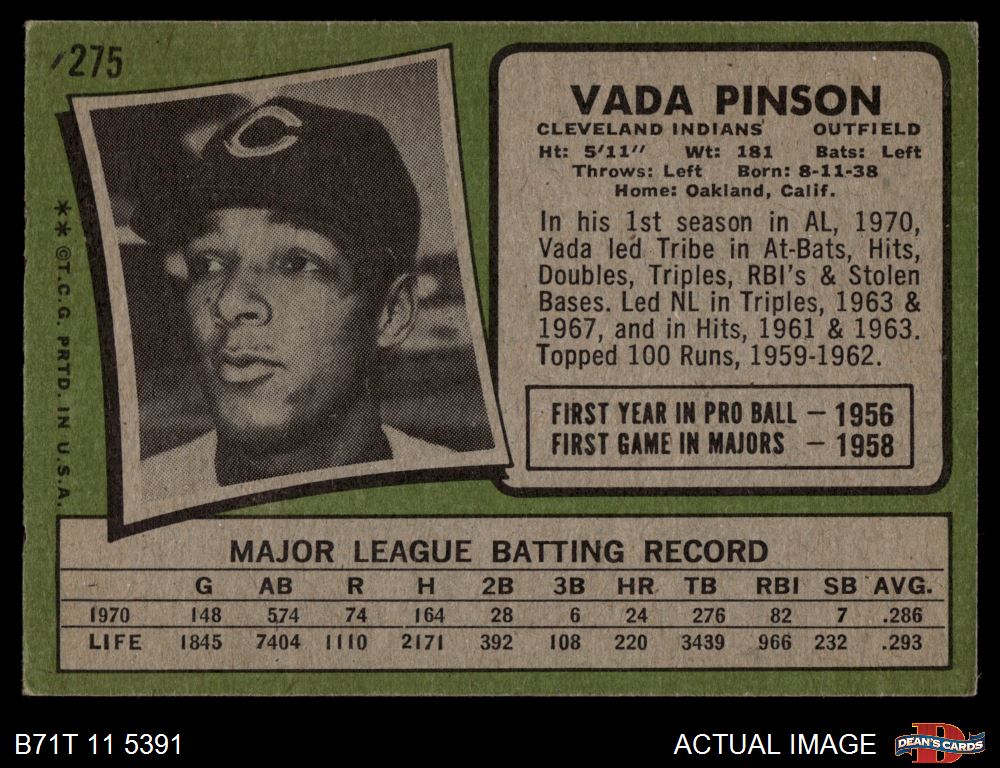 275
C
** ©T.C.G. PRTD. IN U.S.A.
VADA PINSON
CLEVELAND INDIANS OUTFIELD
Ht: 5'11" Wt: 181 Bats: Left
Throws: Left Born: 8-11-38
Home: Oakland, Calif.
In his 1st season in AL, 1970,
Vada led Tribe in At-Bats, Hits,
Doubles, Triples, RBI's & Stolen
Bases. Led NL in Triples, 1963 &
1967, and in Hits, 1961 & 1963.
Topped 100 Runs, 1959-1962.
FIRST YEAR IN PRO BALL — 1956
FIRST GAME IN MAJORS — 1958
MAJOR LEAGUE BATTING RECORD
G AB R H 2B 3B HR TB RBI SB AVG.
1970 148 574 74 164 28 6 24 276 82 7 .286
LIFE 1845 7404 1110 2171 392 108 220 3439 966 232 .293
B71T 11 5391
ACTUAL IMAGE
D
DEAN'S CARDS